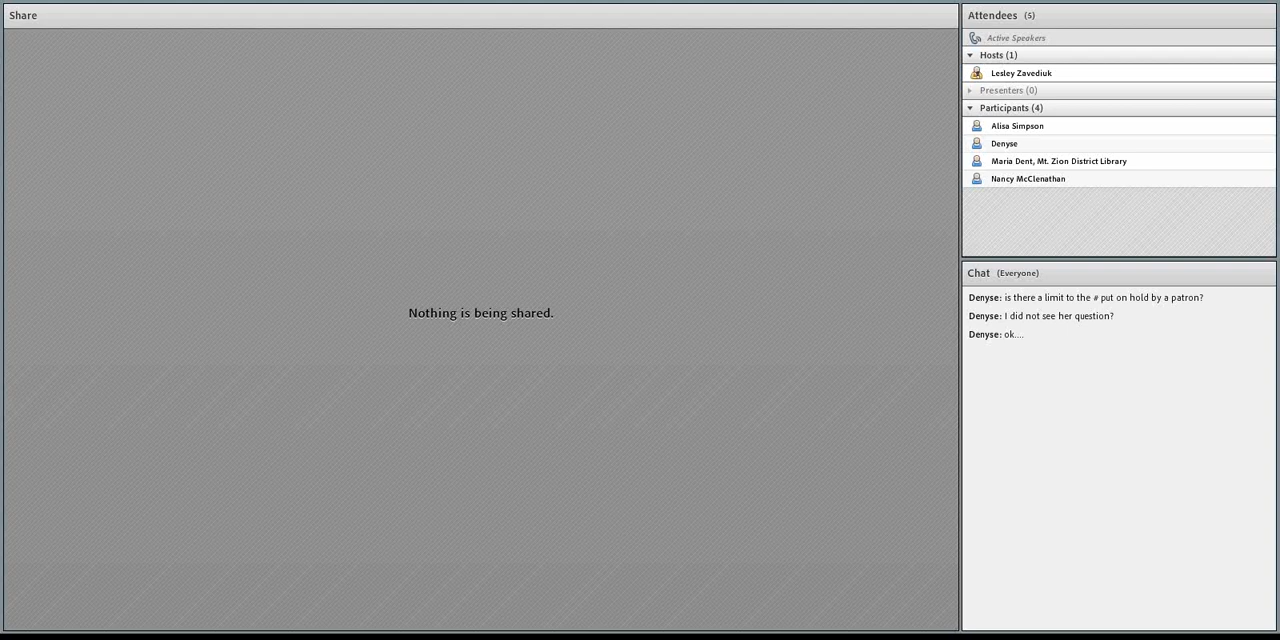 Share
Nothing is being shared.
Attendees (5)
Active Speakers
Hosts (1)
Lesley Zavediuk
Presenters (0)
Participants (4)
Alisa Simpson
Denyse
Maria Dent, Mt. Zion District Library
Nancy McClenathan
Chat (Everyone)
Denyse: is there a limit to the # put on hold by a patron?
Denyse: I did not see her question?
Denyse: ok....